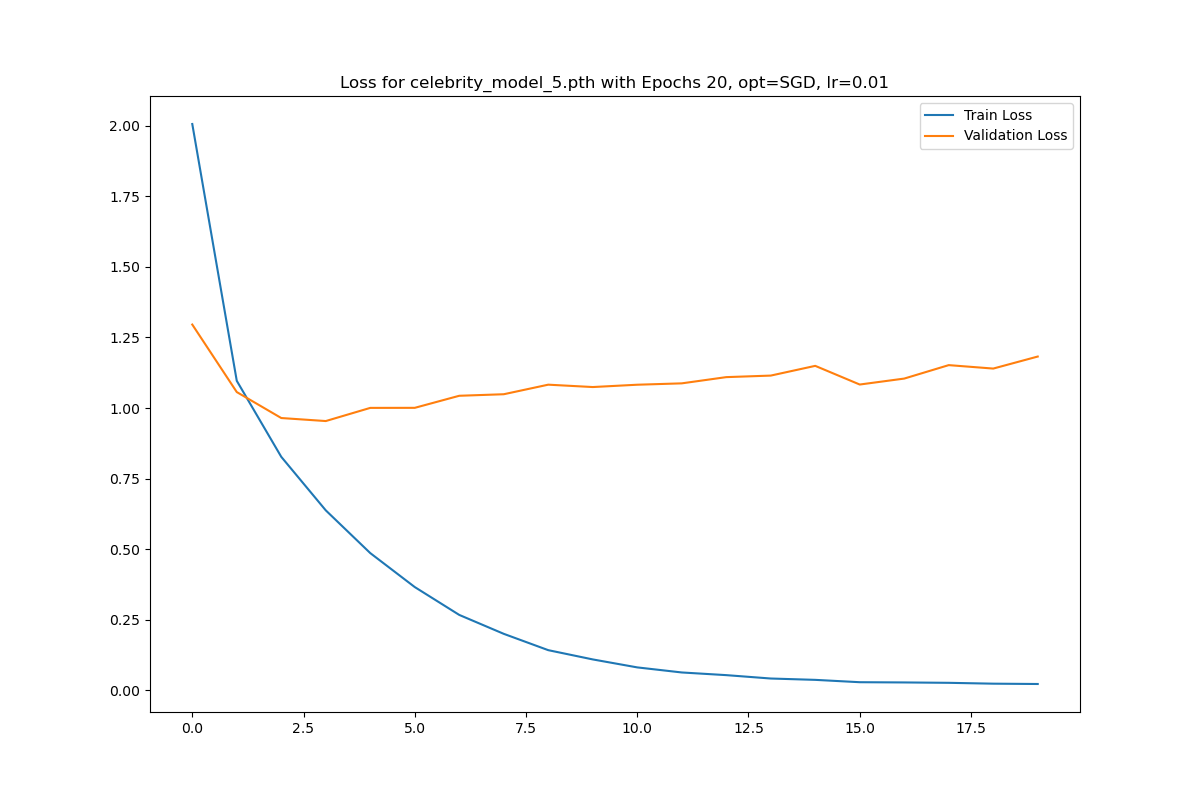 Loss for celebrity_model_5.pth with Epochs 20, opt=SGD, lr=0.01
Train Loss
Validation Loss
2.00
1.75
1.50
1.25
1.00
0.75
0.50
0.25
0.00
0.0 2.5 5.0 7.5 10.0 12.5 15.0 17.5